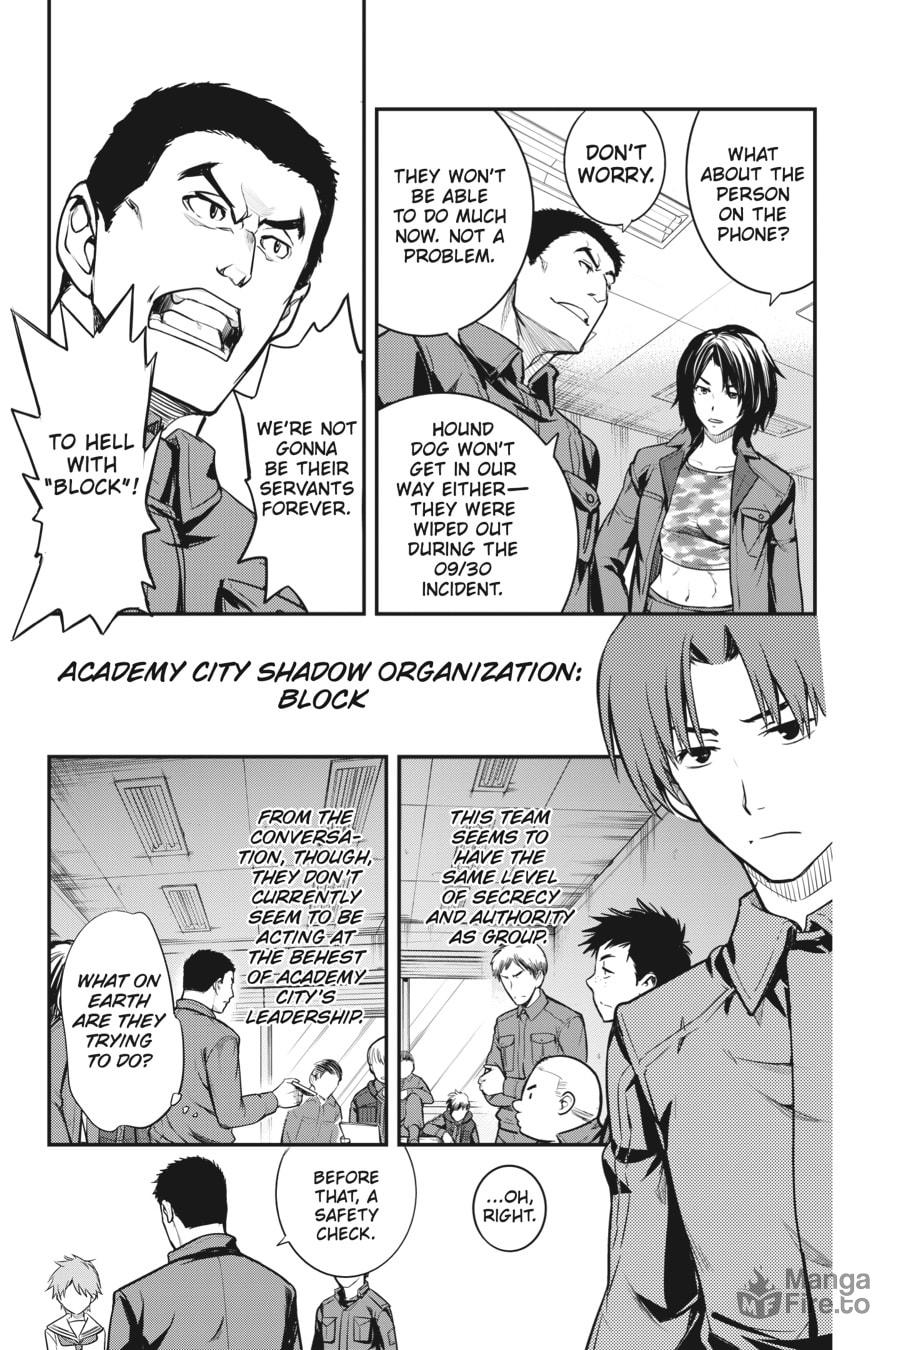 WHAT
ABOUT THE
PERSON
ON THE
PHONE?
DON'T
WORRY.
THEY WON'T
BE ABLE
TO DO MUCH
NOW. NOT A
PROBLEM.
HOUND
DOG WON'T
GET IN OUR
WAY EITHER—
THEY WERE
WIPED OUT
DURING THE
09/30
INCIDENT.
WE'RE NOT
GONNA
BE THEIR
SERVANTS
FOREVER.
TO HELL
WITH
"BLOCK"!
ACADEMY CITY SHADOW ORGANIZATION:
BLOCK
THIS TEAM
SEEMS TO
HAVE THE
SAME LEVEL
OF SECRECY
AND AUTHORITY
AS GROUP.
FROM THE
CONVERSA-
TION, THOUGH,
THEY DON'T
CURRENTLY
SEEM TO BE
ACTING AT
THE BEHEST
OF ACADEMY
CITY'S
LEADERSHIP.
WHAT ON
EARTH
ARE THEY
TRYING
TO DO?
...OH,
RIGHT.
BEFORE
THAT, A
SAFETY
CHECK.
Manga
Fire.to